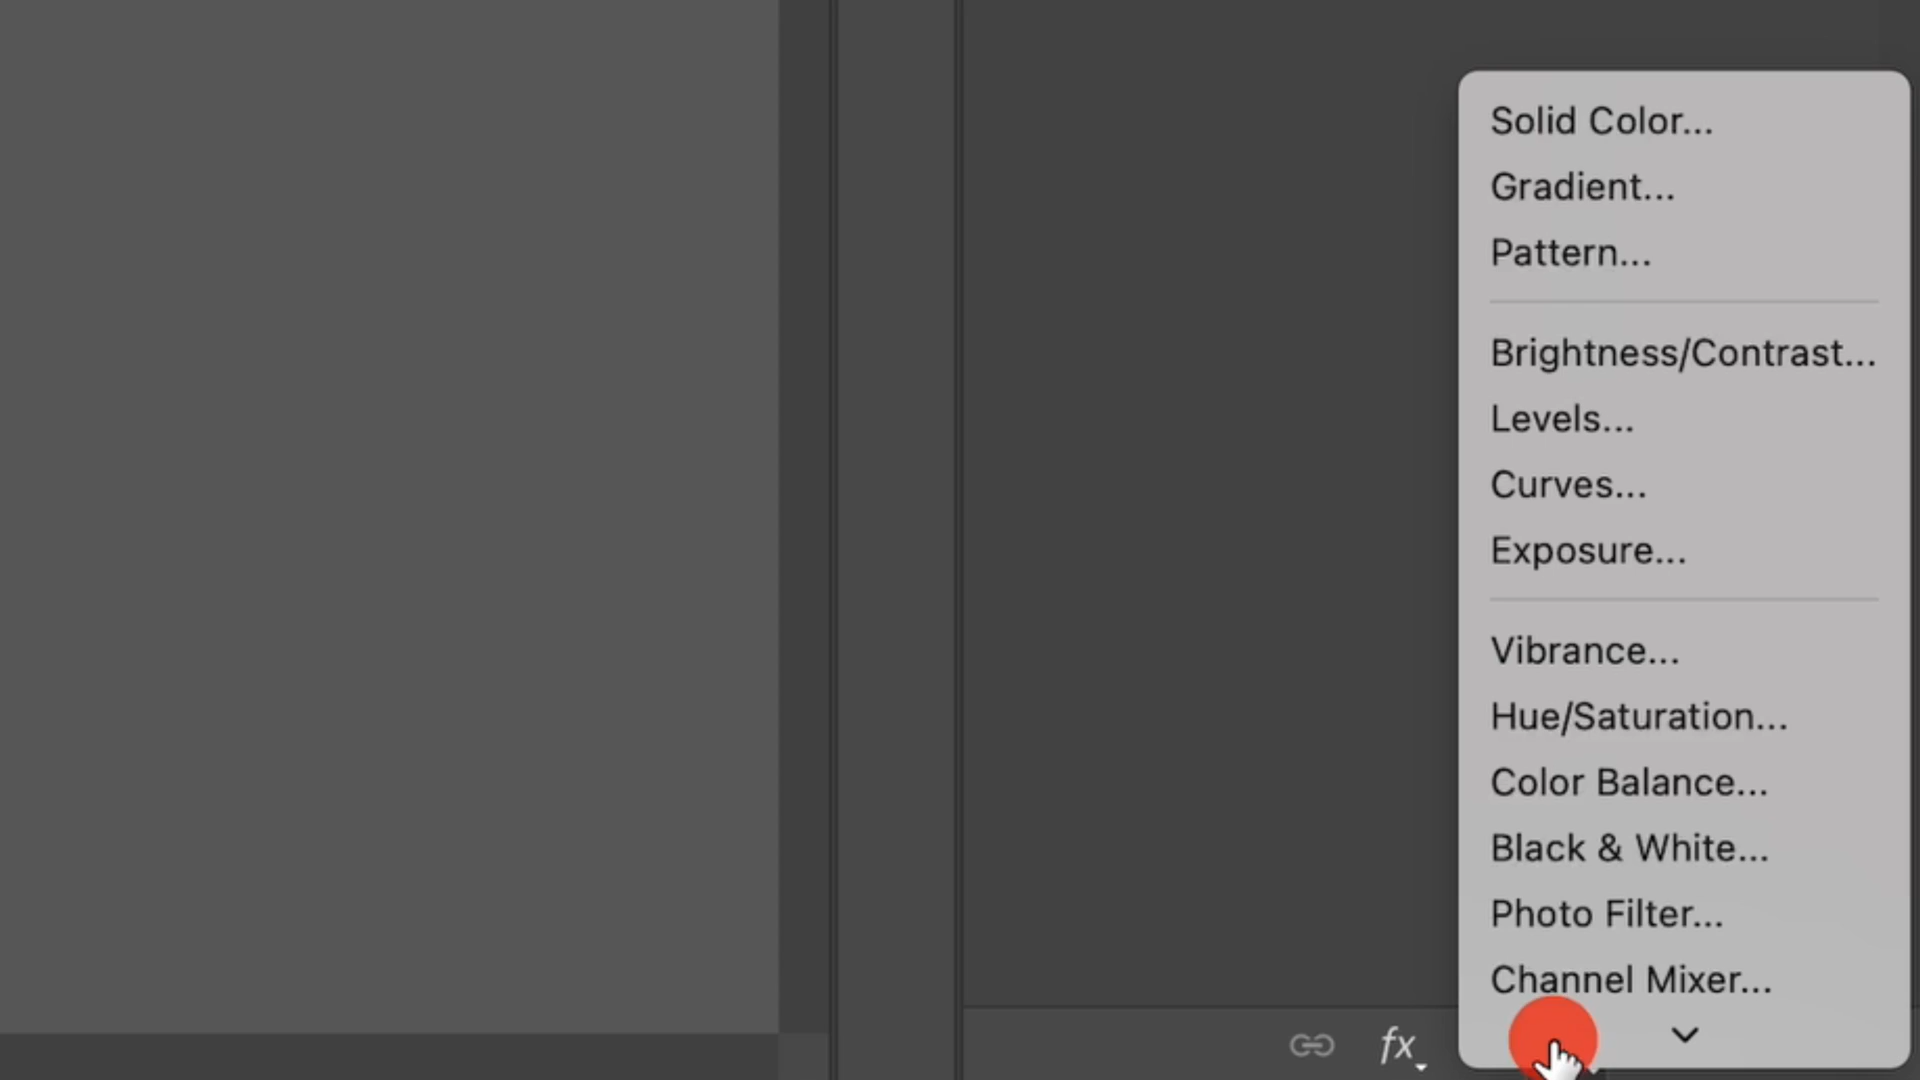 Solid Color...
Gradient...
Pattern...
Brightness/Contrast...
Levels...
Curves...
Exposure...
Vibrance...
Hue/Saturation...
Color Balance...
Black & White...
Photo Filter...
Channel Mixer...
fx